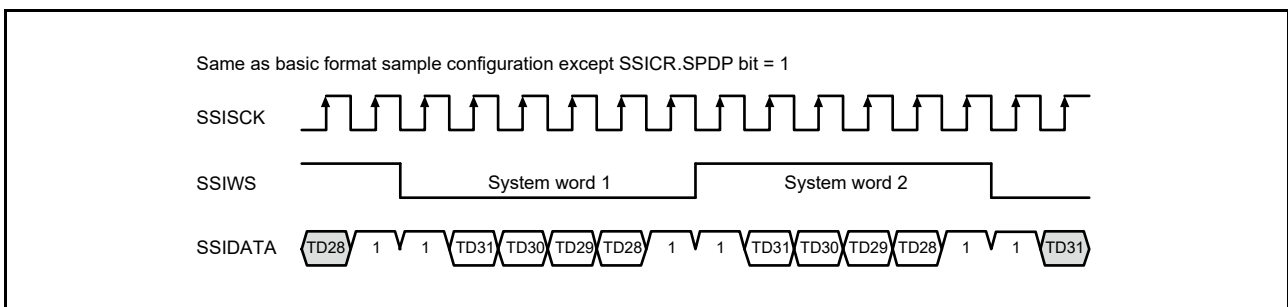 Same as basic format sample configuration except SSICR.SPDP bit = 1
SSISCK
SSIWS System word 1 System word 2
SSIDATA TD28 1 1 TD31 TD30 TD29 TD28 1 1 TD31 TD30 TD29 TD28 1 1 TD31